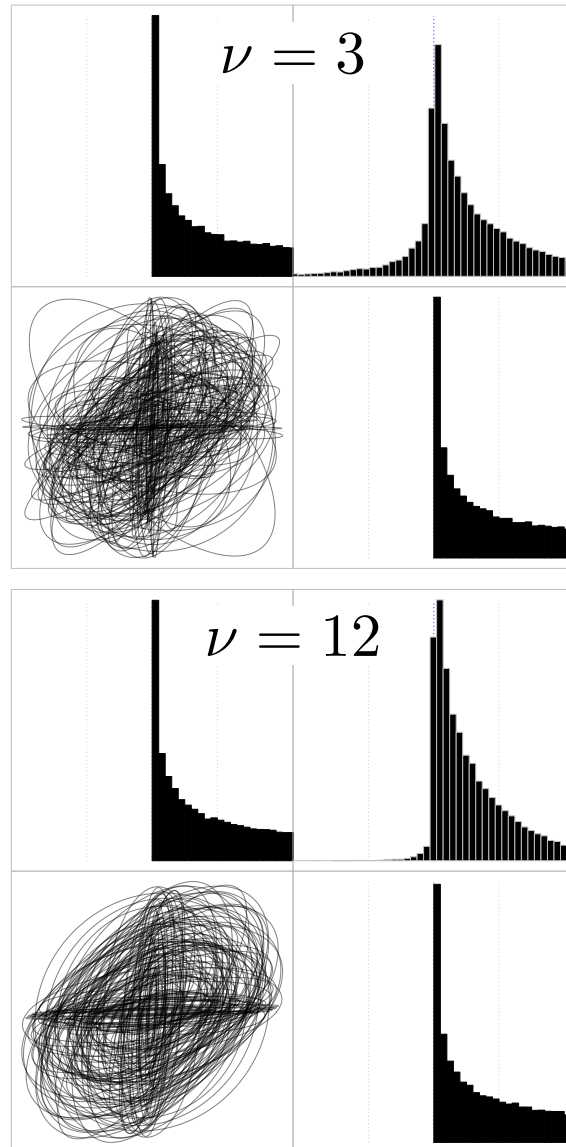 ν = 3
ν = 12